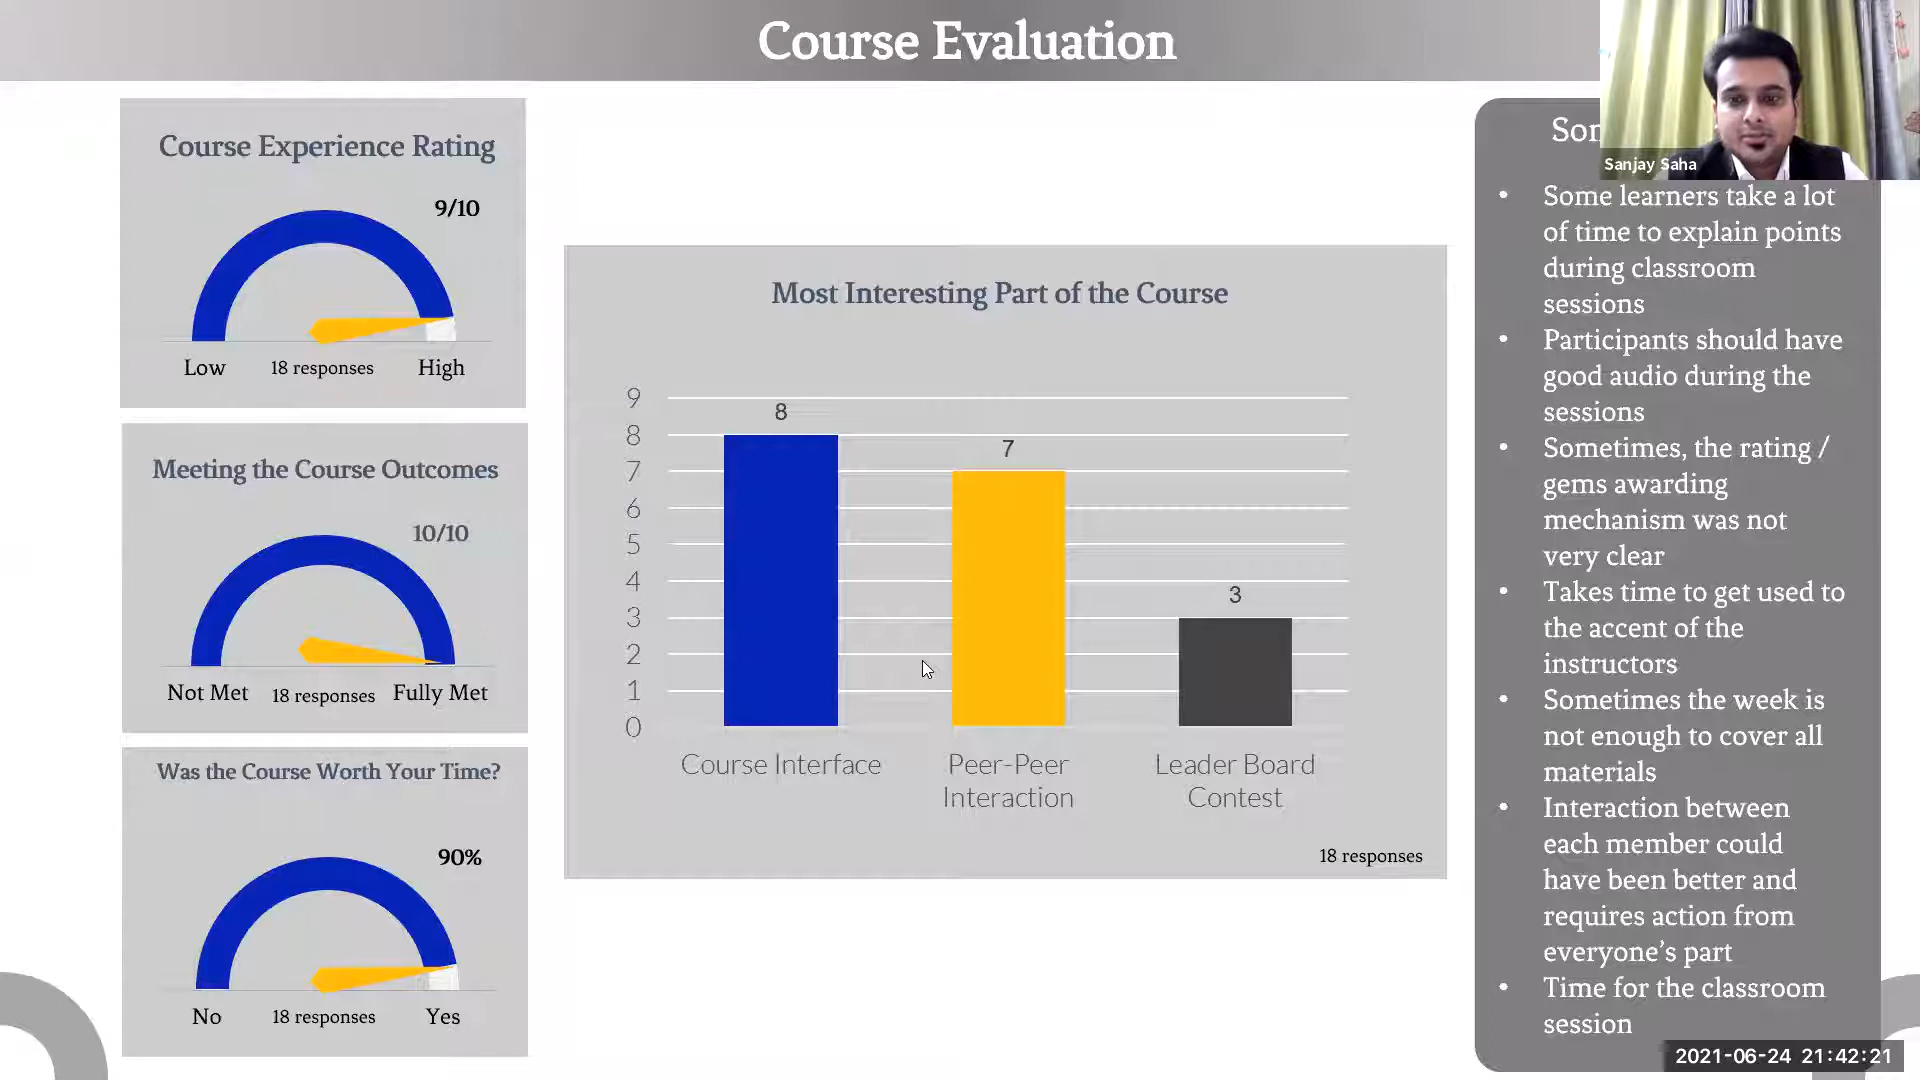 Course Evaluation
Course Experience Rating
9/10
Low
18 responses
High
Meeting the Course Outcomes
10/10
Not Met
18 responses
Fully Met
Was the Course Worth Your Time?
90%
No
18 responses
Yes
Most Interesting Part of the Course
9
8
7
6
5
4
3
2
1
0
8
7
3
Course Interface
Peer-Peer
Interaction
Leader Board
Contest
18 responses
Sanjay Saha
• Some learners take a lot
of time to explain points
during classroom
sessions
• Participants should have
good audio during the
sessions
• Sometimes, the rating /
gems awarding
mechanism was not
very clear
• Takes time to get used to
the accent of the
instructors
• Sometimes the week is
not enough to cover all
materials
• Interaction between
each member could
have been better and
requires action from
everyone’s part
• Time for the classroom
session
2021-06-24 21:42:21